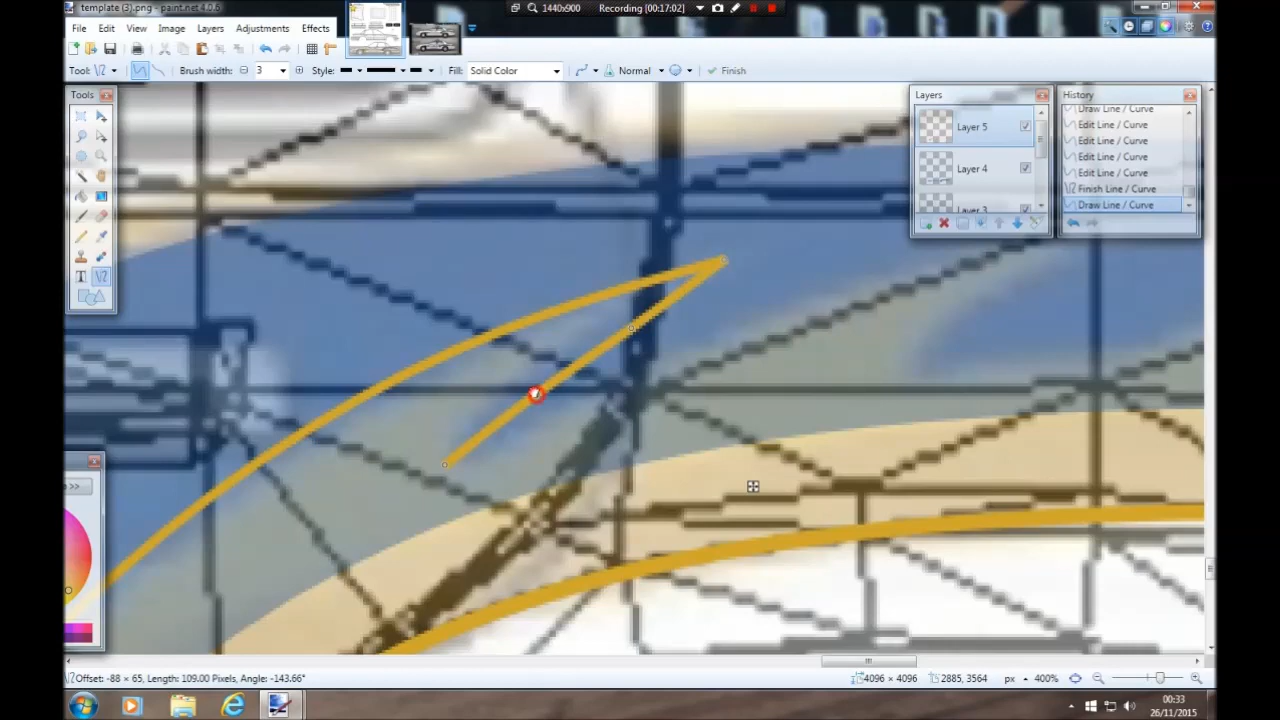 template (3).png - paint.net 4.0.6
1440x900
Recording [00:17:02]
File Edit View Image Layers Adjustments Effects
Tool:
Brush width: 3
Style:
Fill: Solid Color
Normal
Finish
Tools
Layers
Layer 5
Layer 4
Layer 3
History
Draw Line / Curve
Edit Line / Curve
Edit Line / Curve
Edit Line / Curve
Edit Line / Curve
Finish Line / Curve
Draw Line / Curve
>>
Offset: -88 × 65, Length: 109.00 Pixels, Angle: -143.66°
4096 × 4096
2885, 3564
px
400%
00:33
26/11/2015